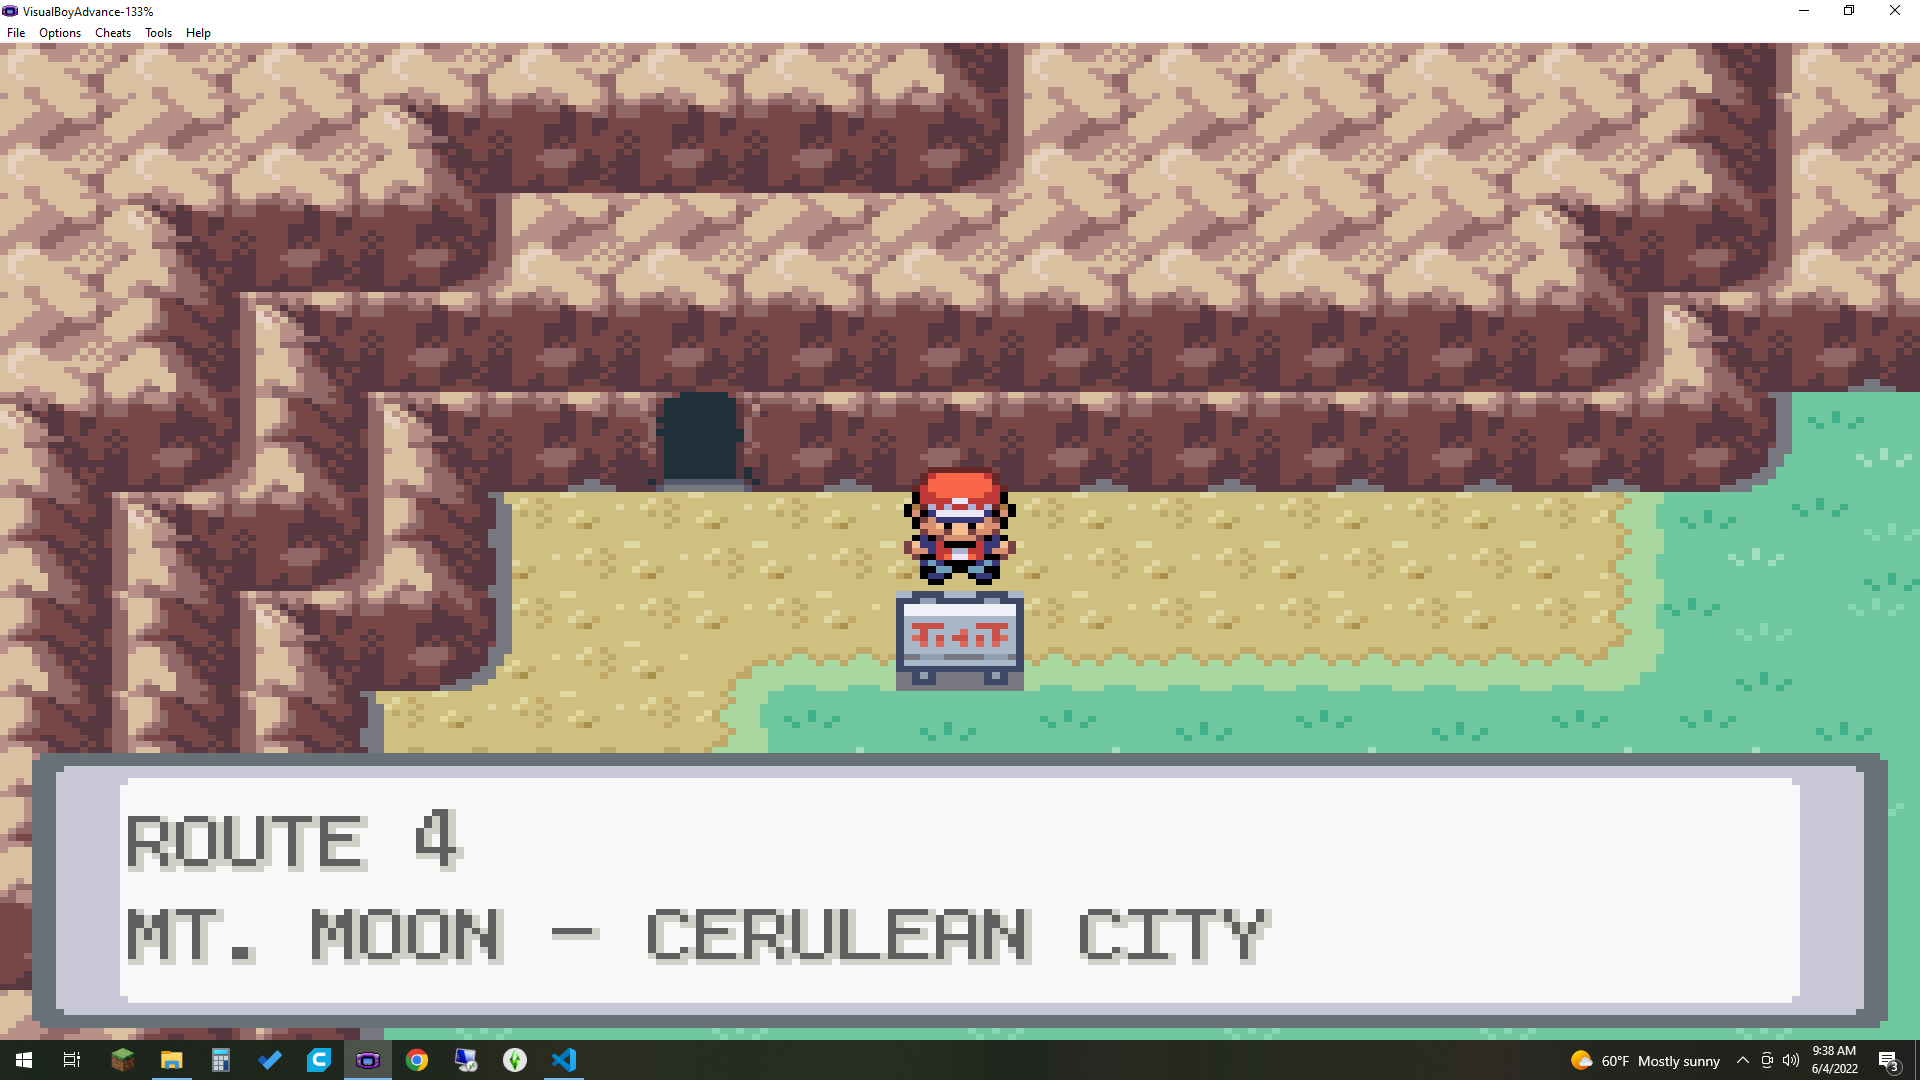 VisualBoyAdvance-133%
File Options Cheats Tools Help
ROUTE 4
MT. MOON – CERULEAN CITY
60°F Mostly sunny
9:38 AM
6/4/2022
3